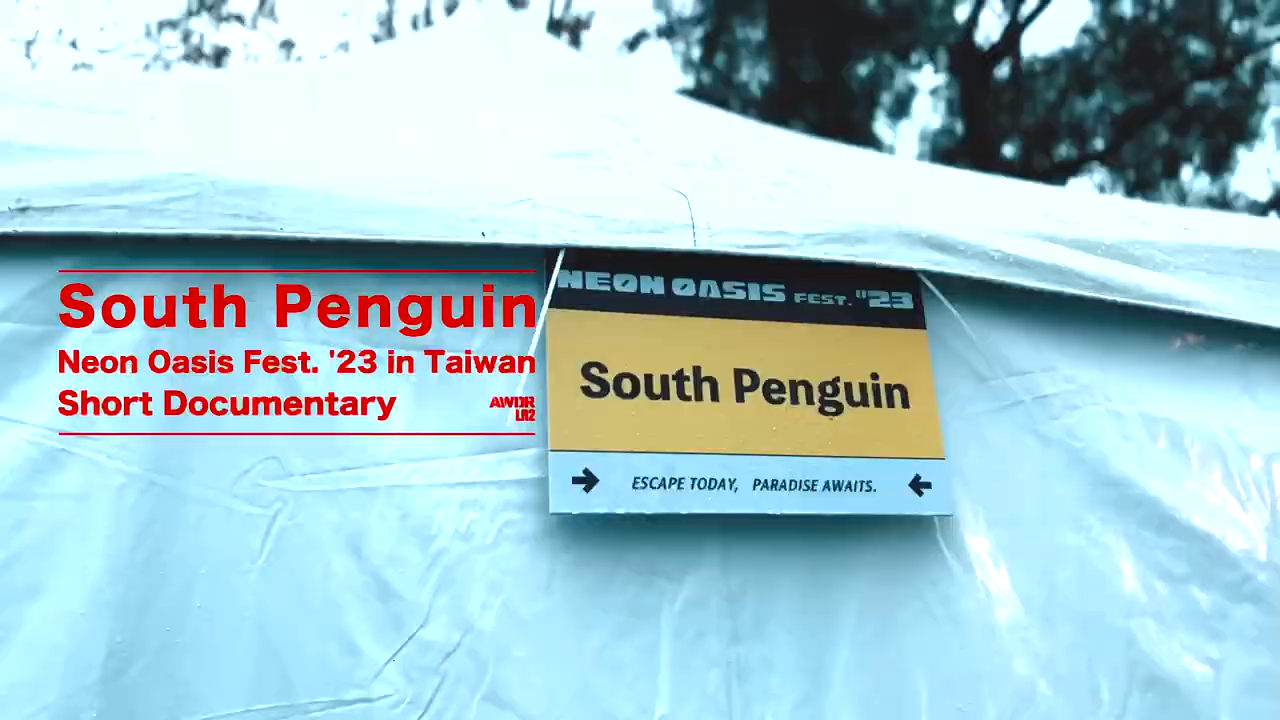 South Penguin
Neon Oasis Fest. '23 in Taiwan
Short Documentary
AWDR
LR2
NEON OASIS FEST."23
South Penguin
ESCAPE TODAY, PARADISE AWAITS.